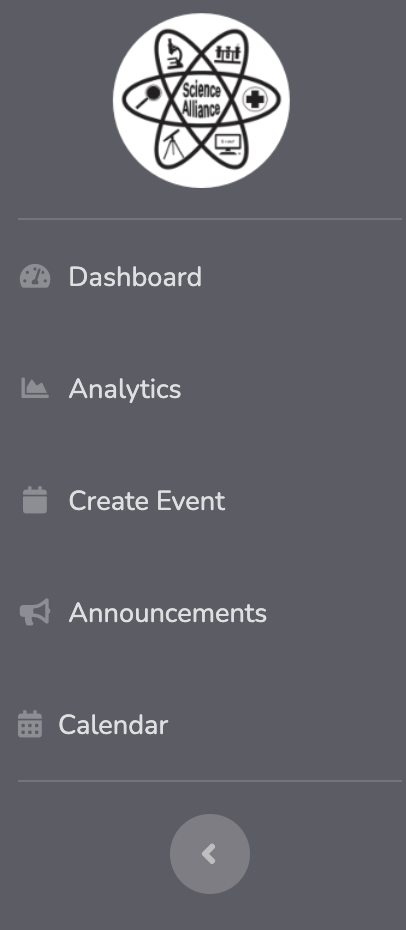 Science
Alliance
Dashboard
Analytics
Create Event
Announcements
Calendar